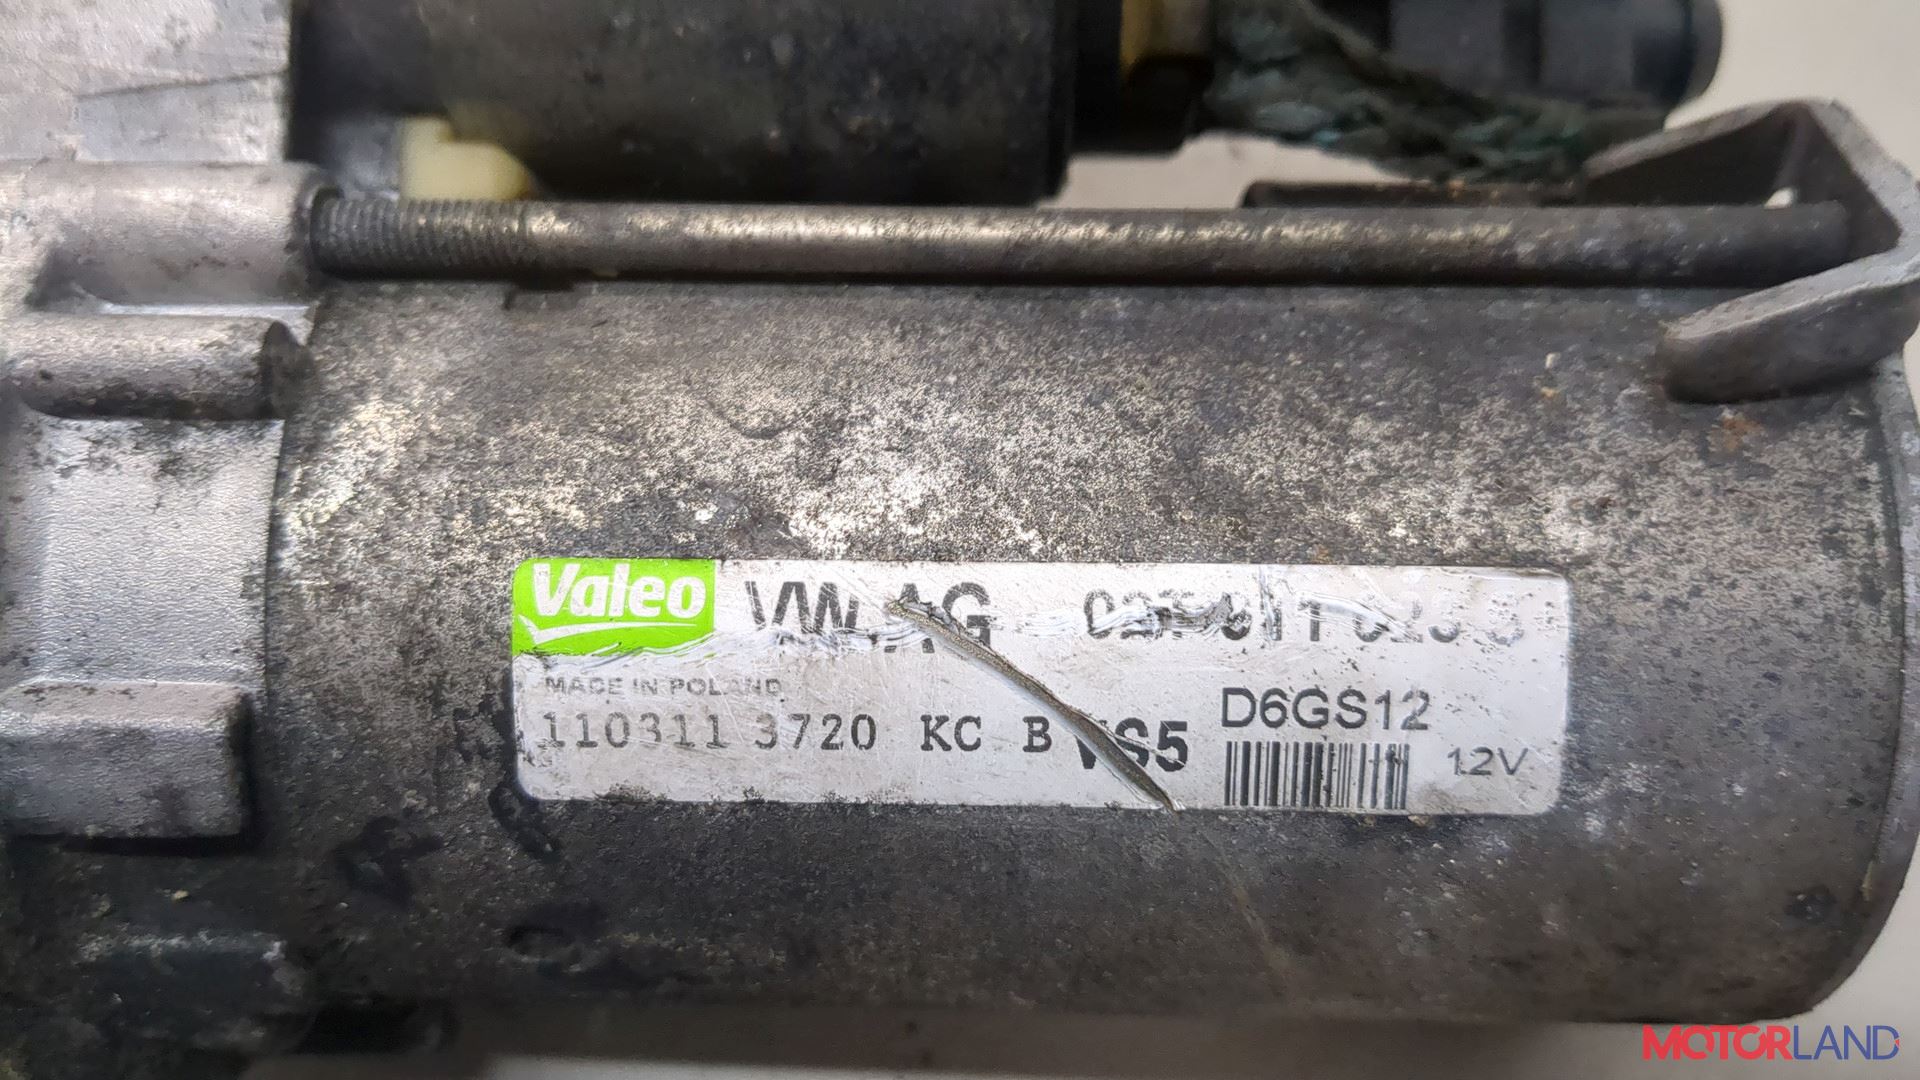 Valeo VW AG
MADE IN POLAND
D6GS12
110311 3720 KC B VS5
12V
MOTORLAND